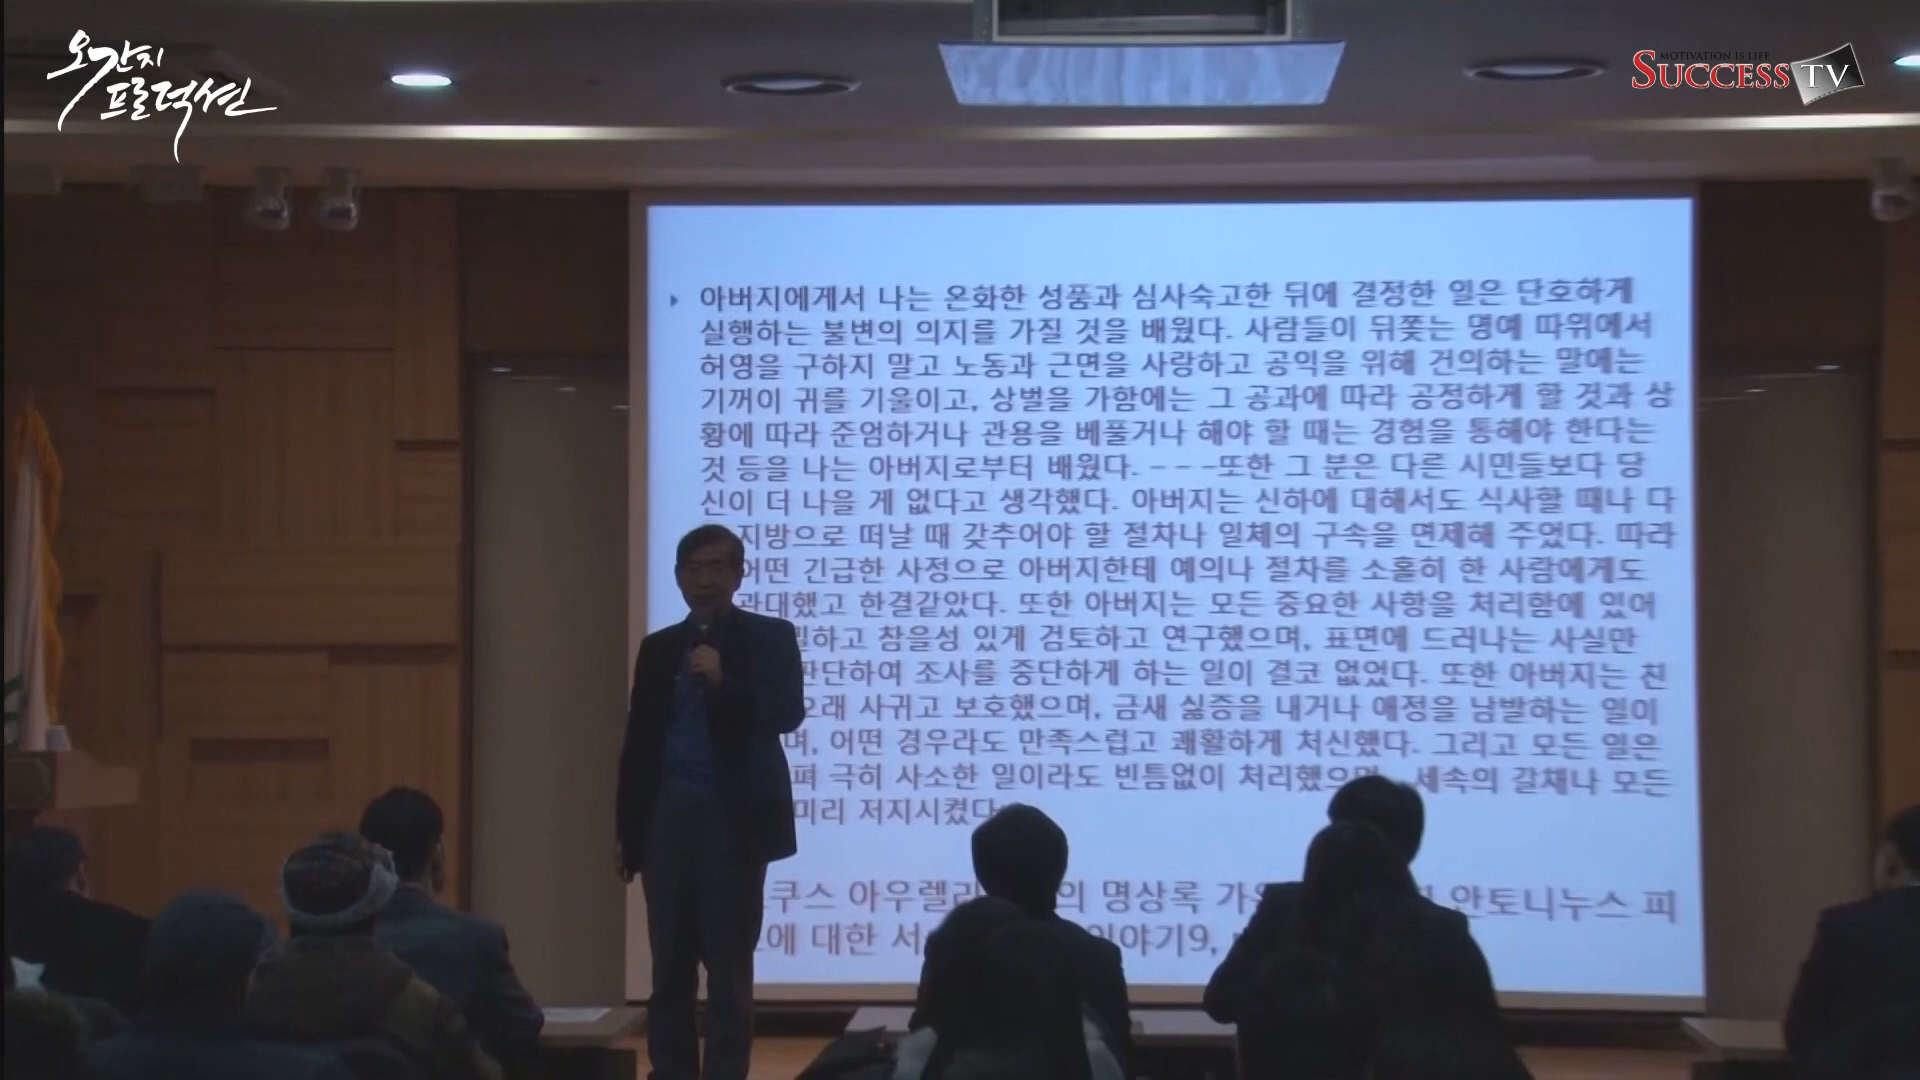 오간지
프로덕션
MOTIVATION IS LIFE
SUCCESS TV
아버지에게서 나는 온화한 성품과 심사숙고한 뒤에 결정한 일은 단호하게
실행하는 불변의 의지를 가질 것을 배웠다. 사람들이 뒤쫓는 명예 따위에서
허영을 구하지 말고 노동과 근면을 사랑하고 공익을 위해 건의하는 말에는
기꺼이 귀를 기울이고, 상벌을 가함에는 그 공과에 따라 공정하게 할 것과 상
황에 따라 준엄하거나 관용을 베풀거나 해야 할 때는 경험을 통해야 한다는
것 등을 나는 아버지로부터 배웠다. - - -또한 그 분은 다른 시민들보다 당
신이 더 나을 게 없다고 생각했다. 아버지는 신하에 대해서도 식사할 때나 다
지방으로 떠날 때 갖추어야 할 절차나 일체의 구속을 면제해 주었다. 따라
어떤 긴급한 사정으로 아버지한테 예의나 절차를 소홀히 한 사람에게도
관대했고 한결같았다. 또한 아버지는 모든 중요한 사항을 처리함에 있어
밀하고 참을성 있게 검토하고 연구했으며, 표면에 드러나는 사실만
판단하여 조사를 중단하게 하는 일이 결코 없었다. 또한 아버지는 친
오래 사귀고 보호했으며, 금새 싫증을 내거나 애정을 남발하는 일이
며, 어떤 경우라도 만족스럽고 쾌활하게 처신했다. 그리고 모든 일은
펴 극히 사소한 일이라도 빈틈없이 처리했으며 세속의 갈채나 모든
미리 저지시켰다
쿠스 아우렐리 의 명상록 안토니누스 피
에 대한 이야기9,